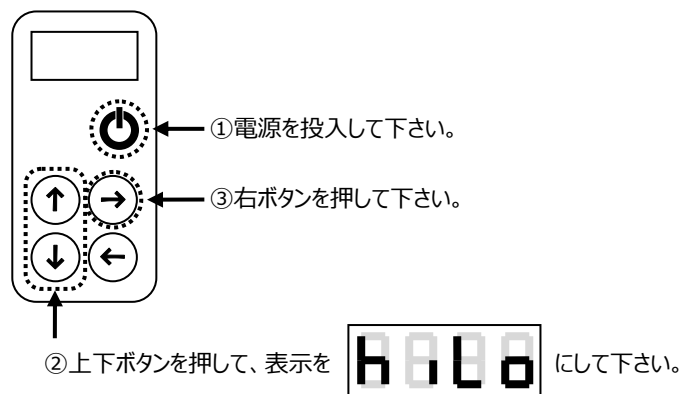 ①電源を投入して下さい。
③右ボタンを押して下さい。
②上下ボタンを押して、表示を hiLo にして下さい。